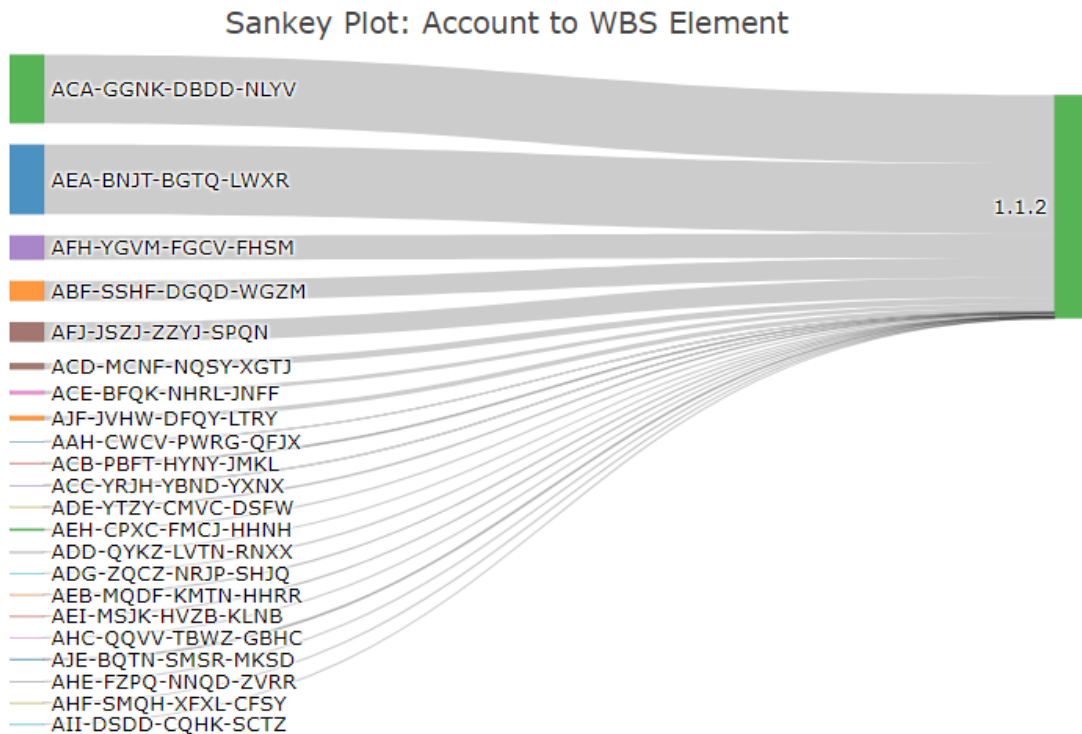 Sankey Plot: Account to WBS Element
ACA-GGNK-DBDD-NLYV
AEA-BNJT-BGTQ-LWXR
1.1.2
AFH-YGVM-FGCV-FHSM
ABF-SSHF-DGQD-WGZM
AFJ-JSZJ-ZZYJ-SPQN
ACD-MCNF-NQSY-XGTJ
ACE-BFQK-NHRL-JNFF
AJF-JVHW-DFQY-LTRY
AAH-CWCV-PWRG-QFJX
ACB-PBFT-HYNY-JMKL
ACC-YRJH-YBND-YXNX
ADE-YTZY-CMVC-DSFW
AEH-CPXC-FMCJ-HHNH
ADD-QYKZ-LVTN-RNXX
ADG-ZQCZ-NRJP-SHJQ
AEB-MQDF-KMTN-HHRR
AEI-MSJK-HVZB-KLNB
AHC-QQVV-TBWZ-GBHC
AJE-BQTN-SMSR-MKSD
AHE-FZPQ-NNQD-ZVRR
AHF-SMQH-XFXL-CFSY
AII-DSDD-CQHK-SCTZ